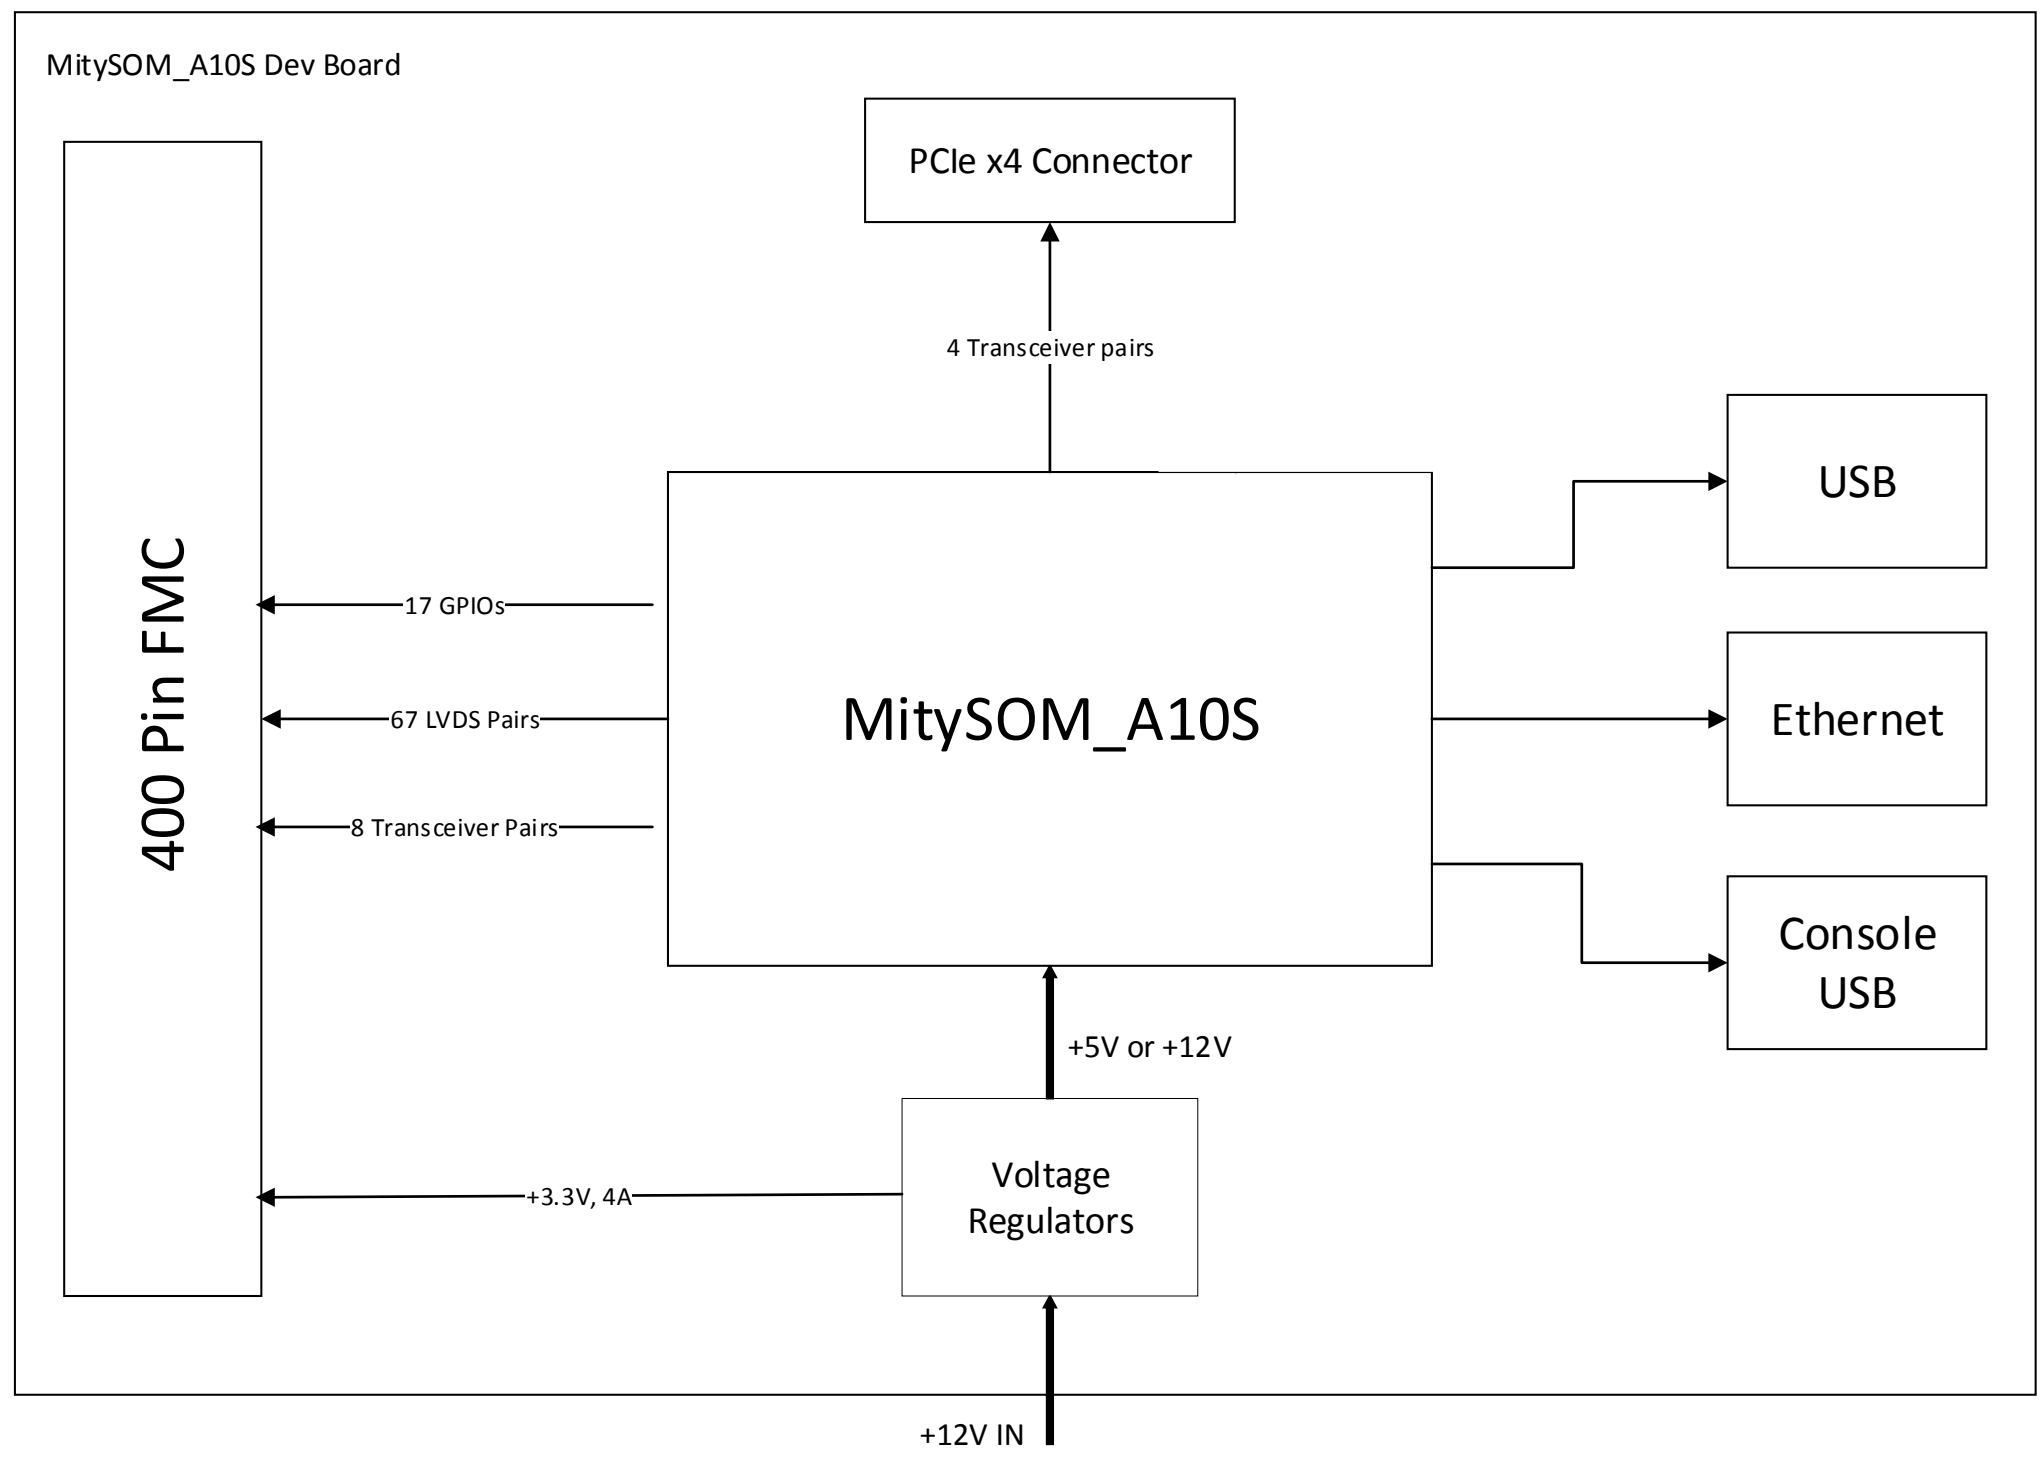 MitySOM_A10S Dev Board
PCIe x4 Connector
4 Transceiver pairs
USB
400 Pin FMC
17 GPIOs
67 LVDS Pairs
8 Transceiver Pairs
MitySOM_A10S
Ethernet
Console
USB
+5V or +12V
Voltage
Regulators
+3.3V, 4A
+12V IN